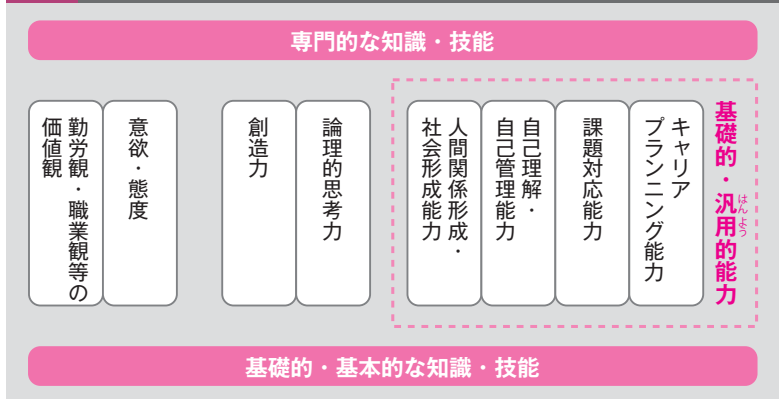 専門的な知識・技能
基礎的・汎用的能力
はんよう
キャリア
プランニング能力
課題対応能力
自己理解・
自己管理能力
人間関係形成・
社会形成能力
論理的思考力
創造力
意欲・態度
勤労観・職業観等の
価値観
基礎的・基本的な知識・技能